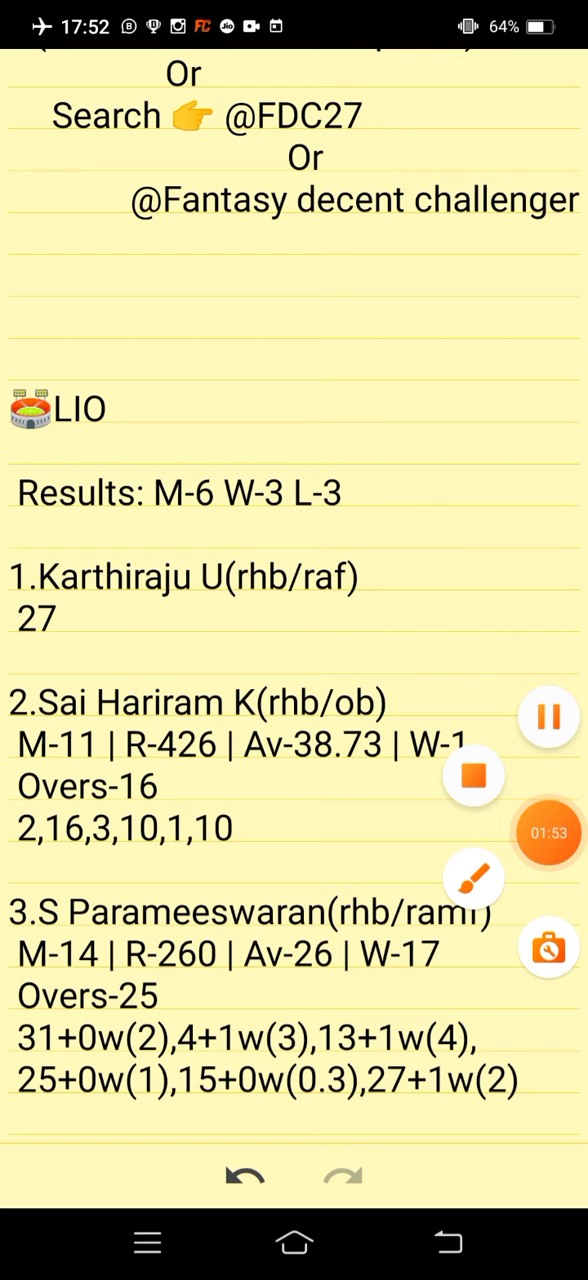 17:52
64%
Or
Search 👉 @FDC27
Or
@Fantasy decent challenger
🏟️LIO
Results: M-6 W-3 L-3
1.Karthiraju U(rhb/raf)
27
2.Sai Hariram K(rhb/ob)
M-11 | R-426 | Av-38.73 | W-1
Overs-16
2,16,3,10,1,10
01:53
3.S Parameeswaran(rhb/ramf)
M-14 | R-260 | Av-26 | W-17
Overs-25
31+0w(2),4+1w(3),13+1w(4),
25+0w(1),15+0w(0.3),27+1w(2)